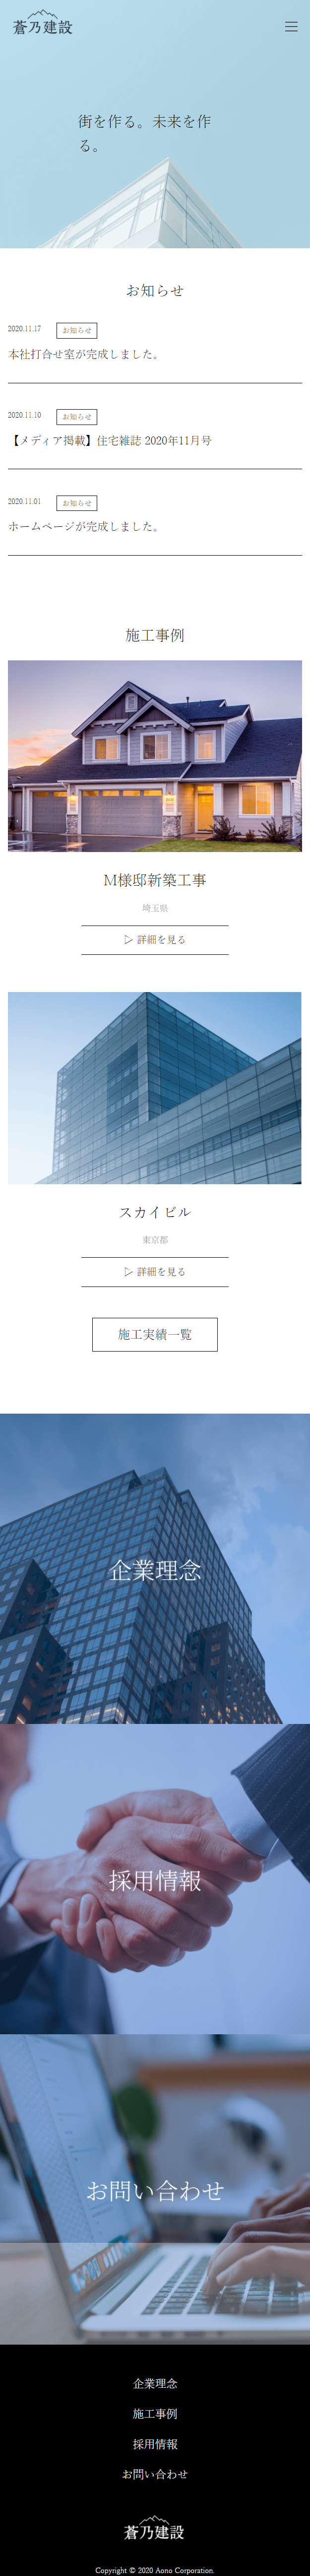 蒼乃建設
街を作る。未来を作
る。
お知らせ
2020.11.17 お知らせ
本社打合せ室が完成しました。
2020.11.10 お知らせ
【メディア掲載】住宅雑誌 2020年11月号
2020.11.01 お知らせ
ホームページが完成しました。
施工事例
M様邸新築工事
埼玉県
▷ 詳細を見る
スカイビル
東京都
▷ 詳細を見る
施工実績一覧
企業理念
採用情報
お問い合わせ
企業理念
施工事例
採用情報
お問い合わせ
蒼乃建設
Copyright © 2020 Aono Corporation.